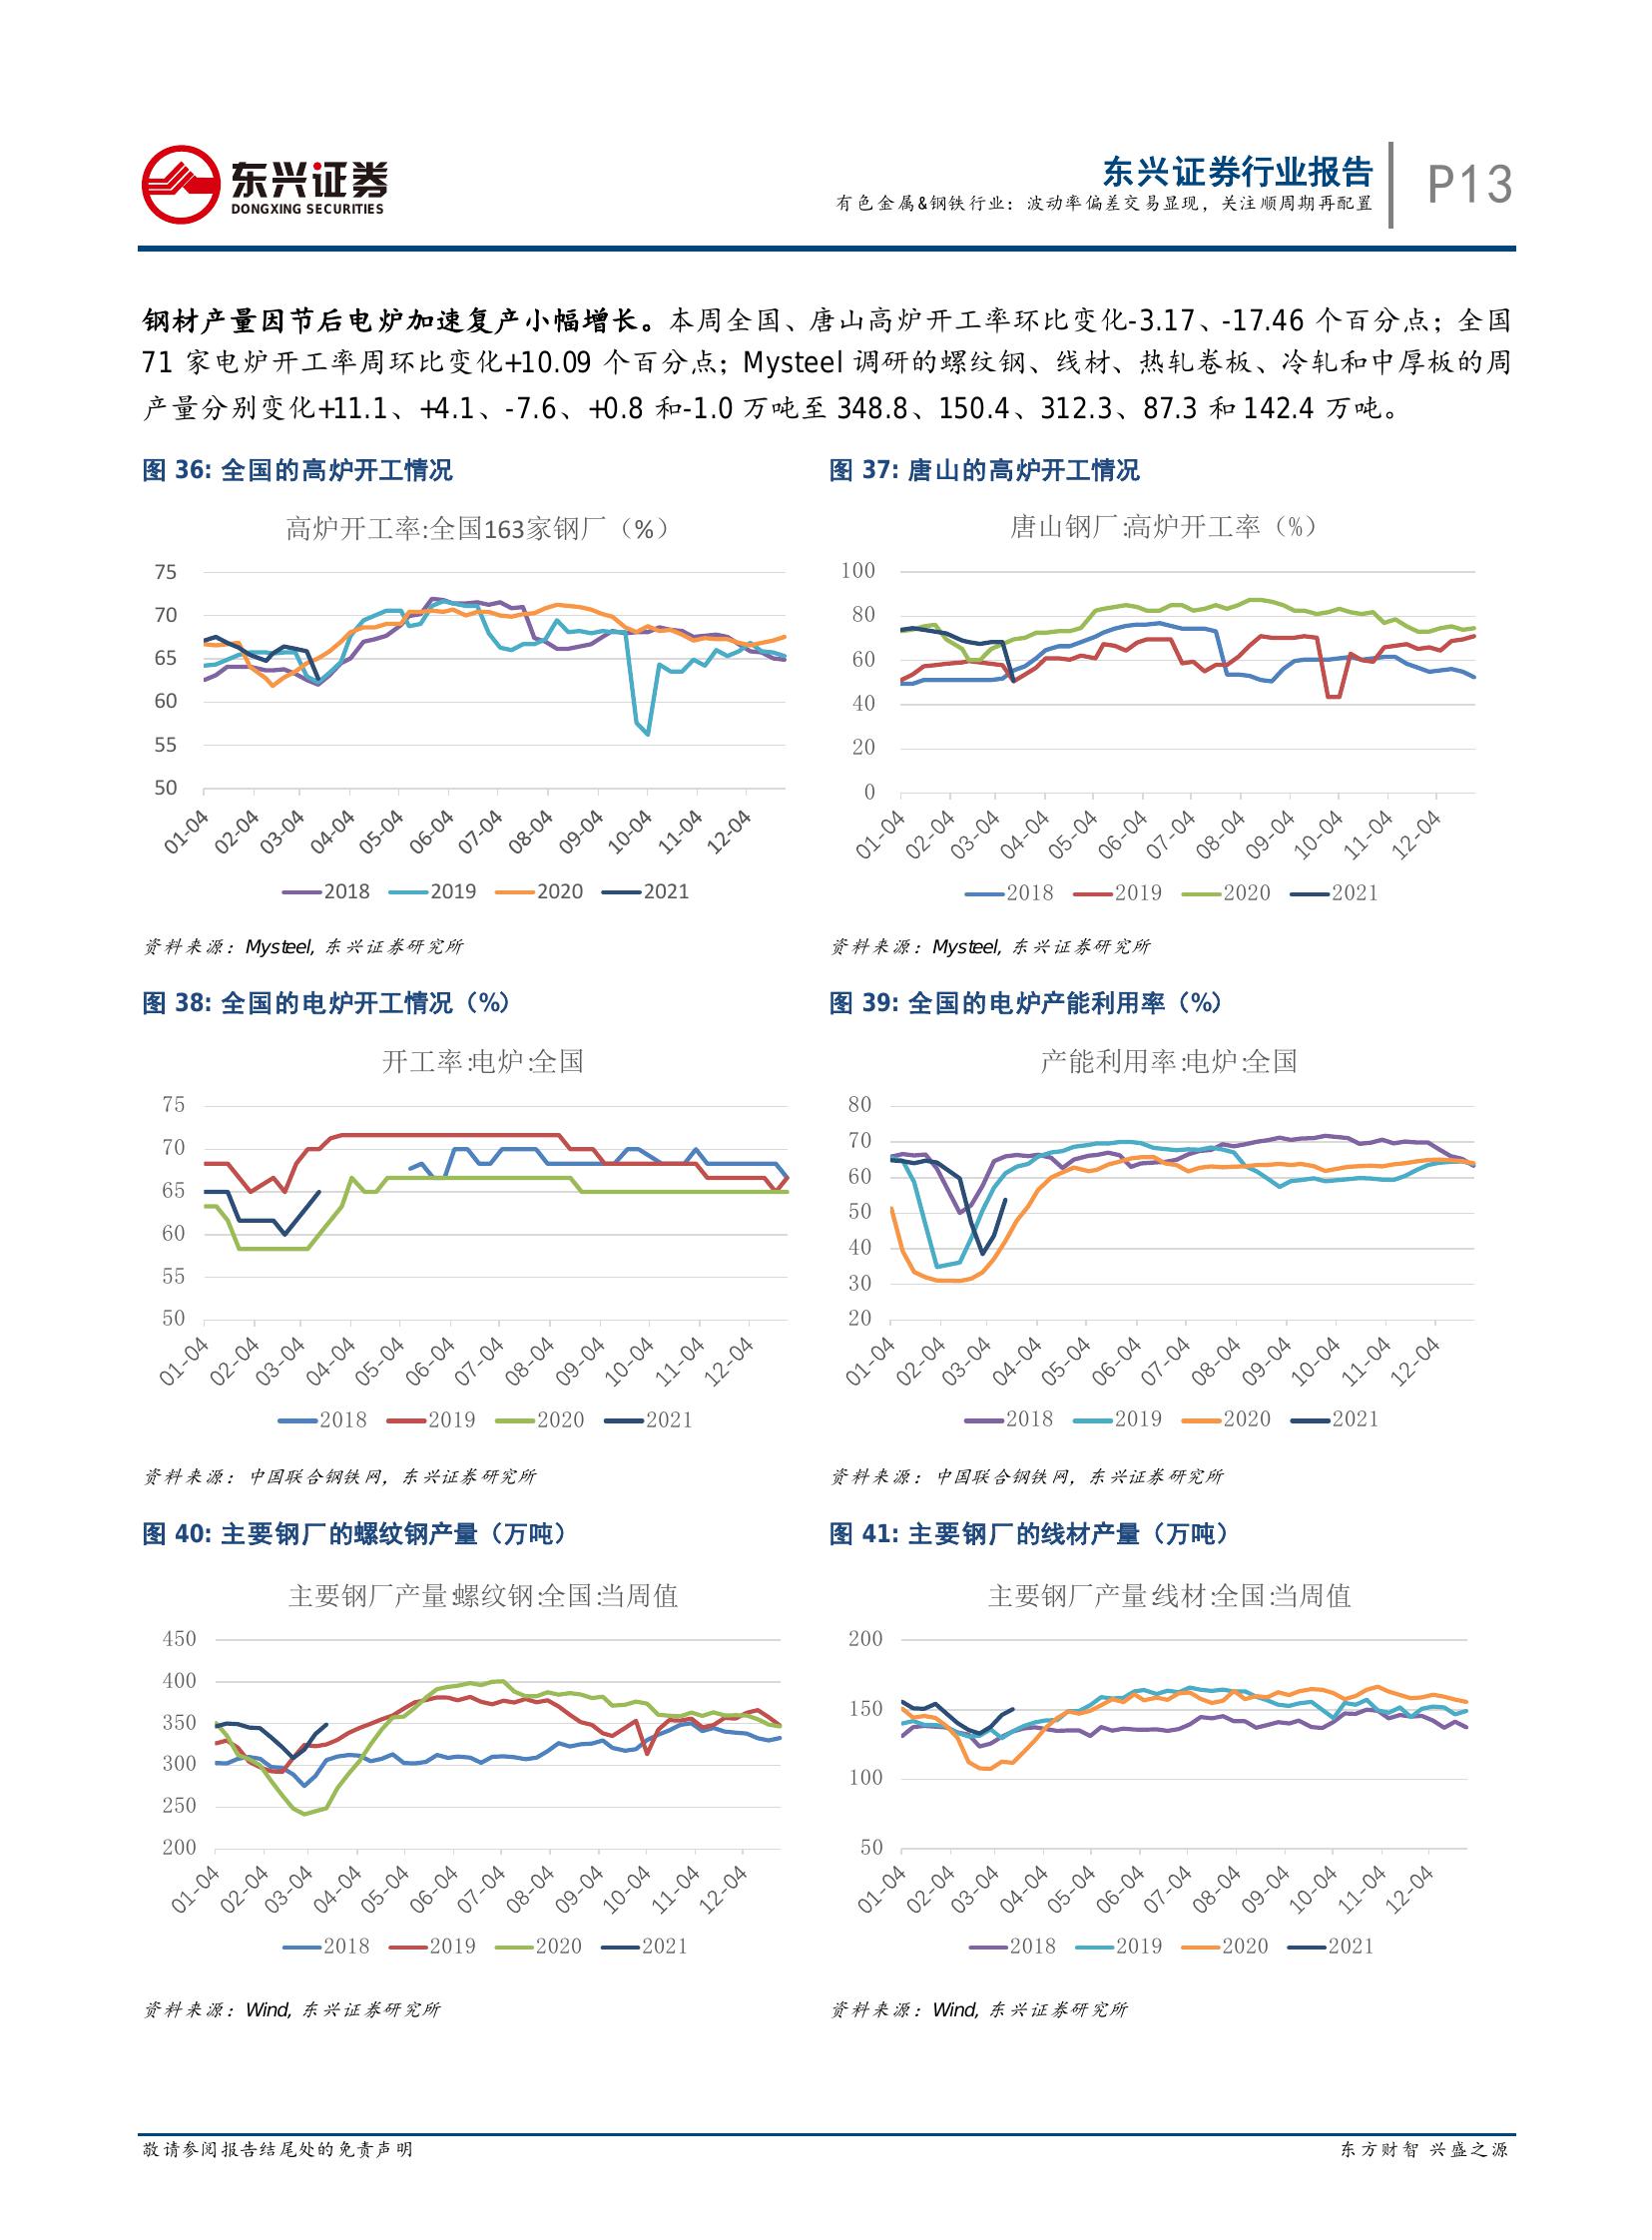 东兴证券
DONGXING SECURITIES
东兴证券行业报告
有色金属&钢铁行业：波动率偏差交易显现，关注顺周期再配置
P13
钢材产量因节后电炉加速复产小幅增长。本周全国、唐山高炉开工率环比变化-3.17、-17.46 个百分点；全国
71 家电炉开工率周环比变化+10.09 个百分点；Mysteel 调研的螺纹钢、线材、热轧卷板、冷轧和中厚板的周
产量分别变化+11.1、+4.1、-7.6、+0.8 和-1.0 万吨至 348.8、150.4、312.3、87.3 和 142.4 万吨。
图 36: 全国的高炉开工情况
高炉开工率:全国163家钢厂（%）
75
70
65
60
55
50
01-04 02-04 03-04 04-04 05-04 06-04 07-04 08-04 09-04 10-04 11-04 12-04
2018 2019 2020 2021
资料来源：Mysteel, 东兴证券研究所
图 37: 唐山的高炉开工情况
唐山钢厂:高炉开工率（%）
100
80
60
40
20
0
01-04 02-04 03-04 04-04 05-04 06-04 07-04 08-04 09-04 10-04 11-04 12-04
2018 2019 2020 2021
资料来源：Mysteel, 东兴证券研究所
图 38: 全国的电炉开工情况（%）
开工率:电炉:全国
75
70
65
60
55
50
01-04 02-04 03-04 04-04 05-04 06-04 07-04 08-04 09-04 10-04 11-04 12-04
2018 2019 2020 2021
资料来源：中国联合钢铁网，东兴证券研究所
图 39: 全国的电炉产能利用率（%）
产能利用率:电炉:全国
80
70
60
50
40
30
20
01-04 02-04 03-04 04-04 05-04 06-04 07-04 08-04 09-04 10-04 11-04 12-04
2018 2019 2020 2021
资料来源：中国联合钢铁网，东兴证券研究所
图 40: 主要钢厂的螺纹钢产量（万吨）
主要钢厂产量:螺纹钢:全国:当周值
450
400
350
300
250
200
01-04 02-04 03-04 04-04 05-04 06-04 07-04 08-04 09-04 10-04 11-04 12-04
2018 2019 2020 2021
资料来源：Wind, 东兴证券研究所
图 41: 主要钢厂的线材产量（万吨）
主要钢厂产量:线材:全国:当周值
200
150
100
50
01-04 02-04 03-04 04-04 05-04 06-04 07-04 08-04 09-04 10-04 11-04 12-04
2018 2019 2020 2021
资料来源：Wind, 东兴证券研究所
敬请参阅报告结尾处的免责声明
东方财智 兴盛之源